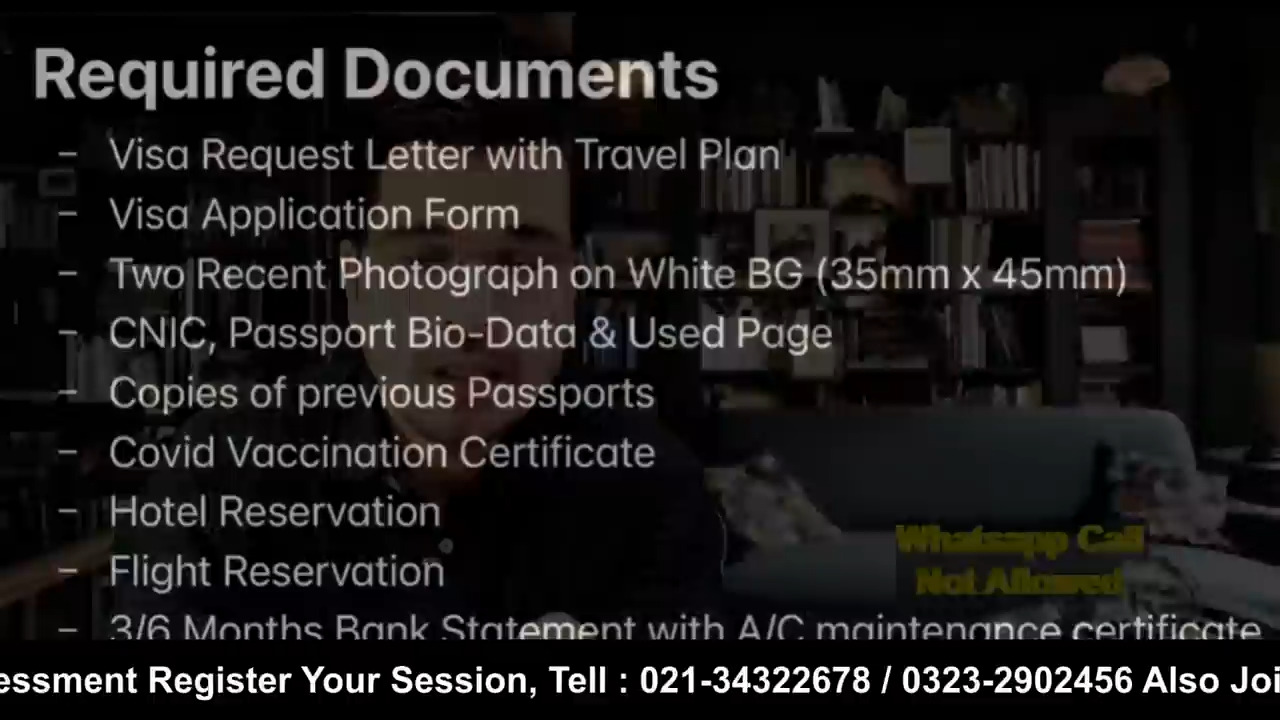 Required Documents
– Visa Request Letter with Travel Plan
– Visa Application Form
– Two Recent Photograph on White BG (35mm x 45mm)
– CNIC, Passport Bio-Data & Used Page
– Copies of previous Passports
– Covid Vaccination Certificate
– Hotel Reservation
– Flight Reservation
Whatsapp Call
Not Allowed
– 3/6 Months Bank Statement with A/C maintenance certificate
essment Register Your Session, Tell : 021-34322678 / 0323-2902456 Also Joi